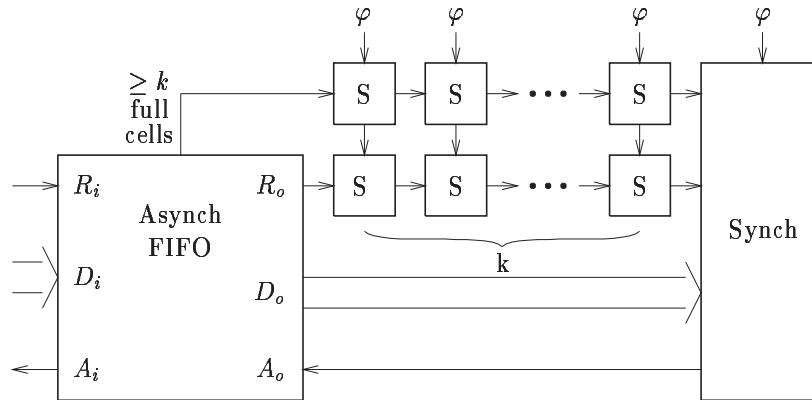 φ φ φ φ
≥ k
full
cells
S S ••• S
R_i R_o S S ••• S
Asynch
FIFO
Synch
k
D_i D_o
A_i A_o